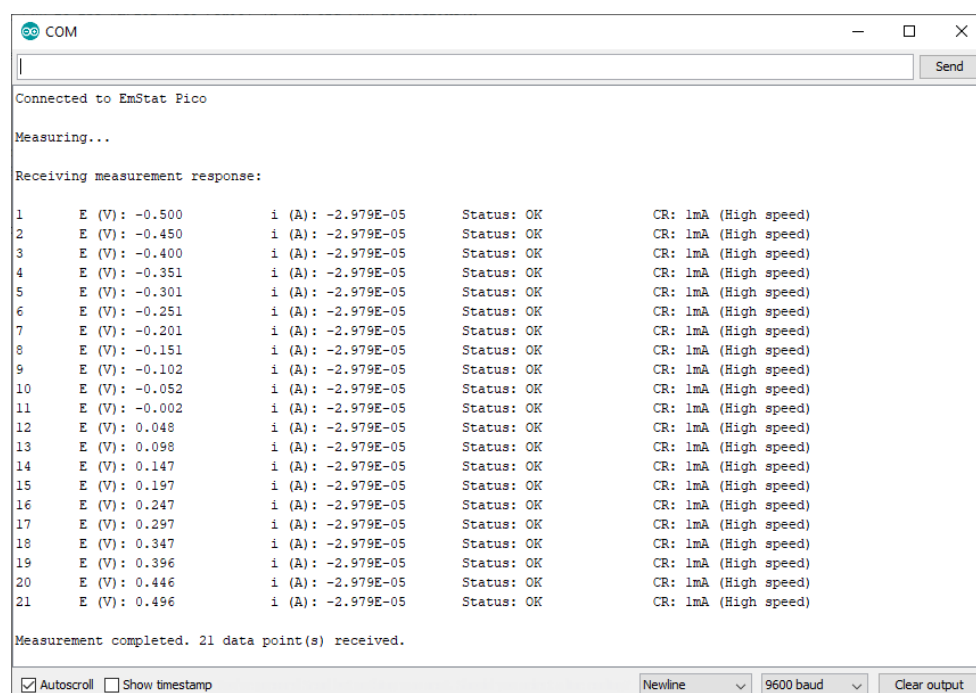 COM
Send
Connected to EmStat Pico
Measuring...
Receiving measurement response:
1 E (V): -0.500 i (A): -2.979E-05 Status: OK CR: 1mA (High speed)
2 E (V): -0.450 i (A): -2.979E-05 Status: OK CR: 1mA (High speed)
3 E (V): -0.400 i (A): -2.979E-05 Status: OK CR: 1mA (High speed)
4 E (V): -0.351 i (A): -2.979E-05 Status: OK CR: 1mA (High speed)
5 E (V): -0.301 i (A): -2.979E-05 Status: OK CR: 1mA (High speed)
6 E (V): -0.251 i (A): -2.979E-05 Status: OK CR: 1mA (High speed)
7 E (V): -0.201 i (A): -2.979E-05 Status: OK CR: 1mA (High speed)
8 E (V): -0.151 i (A): -2.979E-05 Status: OK CR: 1mA (High speed)
9 E (V): -0.102 i (A): -2.979E-05 Status: OK CR: 1mA (High speed)
10 E (V): -0.052 i (A): -2.979E-05 Status: OK CR: 1mA (High speed)
11 E (V): -0.002 i (A): -2.979E-05 Status: OK CR: 1mA (High speed)
12 E (V): 0.048 i (A): -2.979E-05 Status: OK CR: 1mA (High speed)
13 E (V): 0.098 i (A): -2.979E-05 Status: OK CR: 1mA (High speed)
14 E (V): 0.147 i (A): -2.979E-05 Status: OK CR: 1mA (High speed)
15 E (V): 0.197 i (A): -2.979E-05 Status: OK CR: 1mA (High speed)
16 E (V): 0.247 i (A): -2.979E-05 Status: OK CR: 1mA (High speed)
17 E (V): 0.297 i (A): -2.979E-05 Status: OK CR: 1mA (High speed)
18 E (V): 0.347 i (A): -2.979E-05 Status: OK CR: 1mA (High speed)
19 E (V): 0.396 i (A): -2.979E-05 Status: OK CR: 1mA (High speed)
20 E (V): 0.446 i (A): -2.979E-05 Status: OK CR: 1mA (High speed)
21 E (V): 0.496 i (A): -2.979E-05 Status: OK CR: 1mA (High speed)
Measurement completed. 21 data point(s) received.
Autoscroll Show timestamp Newline 9600 baud Clear output